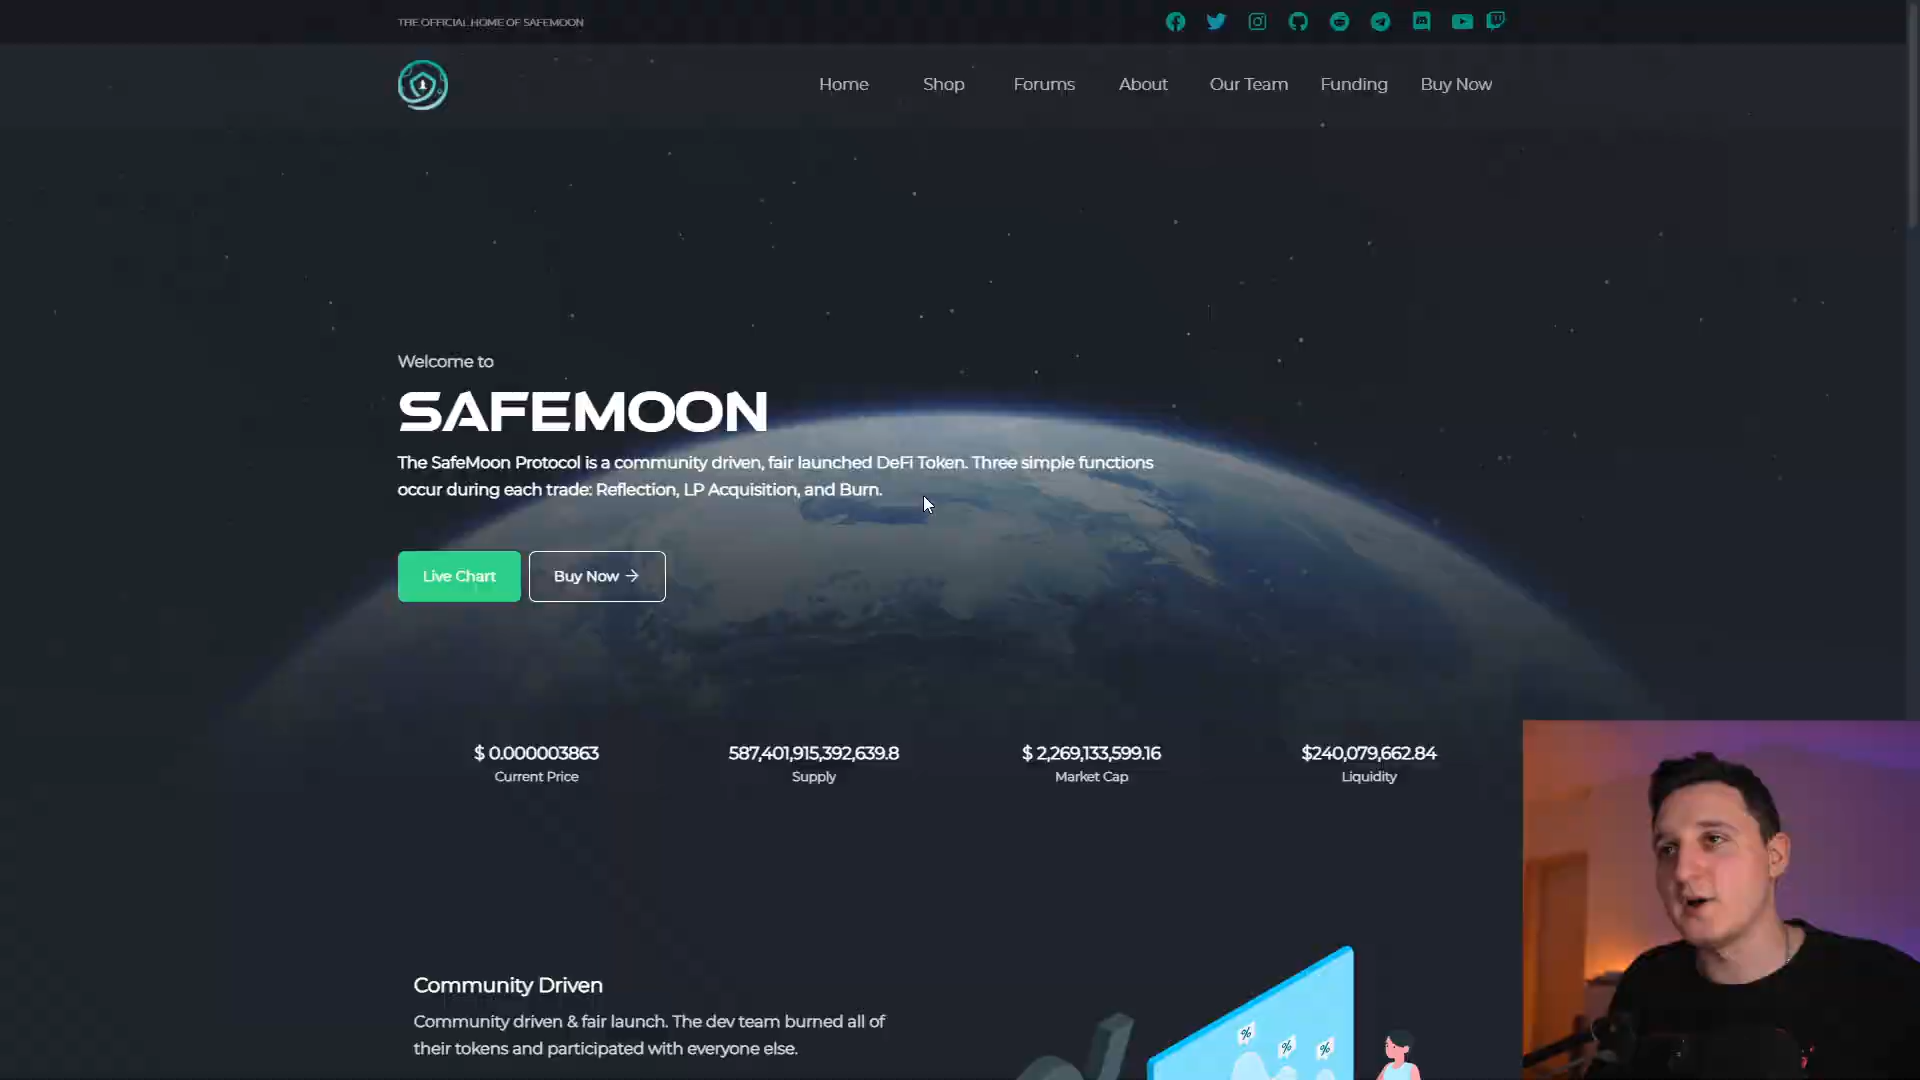 THE OFFICIAL HOME OF SAFEMOON
Home Shop Forums About Our Team Funding Buy Now
Welcome to
SAFEMOON
The SafeMoon Protocol is a community driven, fair launched DeFi Token. Three simple functions
occur during each trade: Reflection, LP Acquisition, and Burn.
Live Chart Buy Now →
$ 0.000003863 587,401,915,392,639.8 $ 2,269,133,599.16 $240,079,662.84
Current Price Supply Market Cap Liquidity
Community Driven
Community driven & fair launch. The dev team burned all of
their tokens and participated with everyone else.
% % %